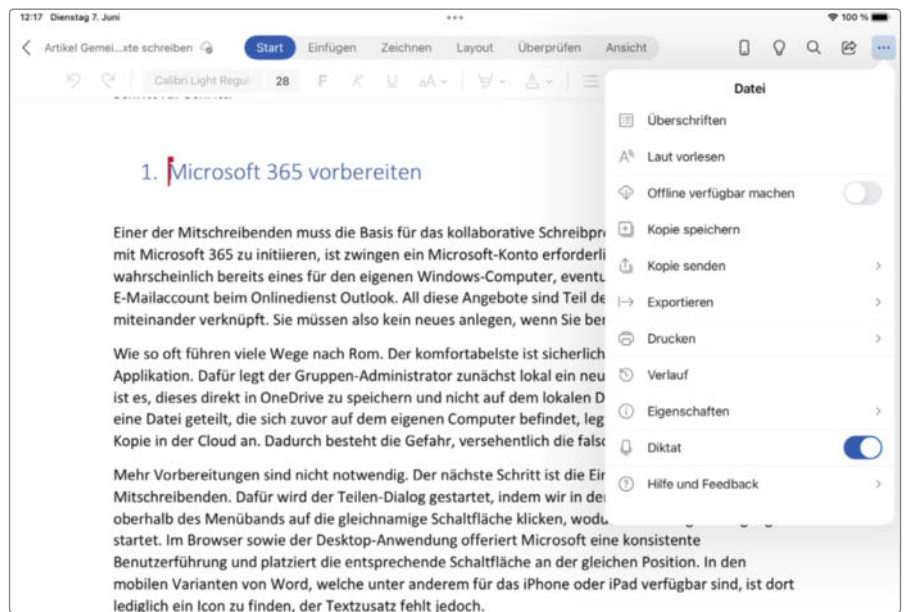 12:17 Dienstag 7. Juni
100 %
Artikel Gemei...xte schreiben
Start Einfügen Zeichnen Layout Überprüfen Ansicht
Calibri Light Regul 28 F K U aA A
Datei
Überschriften
Laut vorlesen
Offline verfügbar machen
Kopie speichern
Kopie senden
Exportieren
Drucken
Verlauf
Eigenschaften
Diktat
Hilfe und Feedback
1. Microsoft 365 vorbereiten
Einer der Mitschreibenden muss die Basis für das kollaborative Schreibpr
mit Microsoft 365 zu initiieren, ist zwingen ein Microsoft-Konto erforderli
wahrscheinlich bereits eines für den eigenen Windows-Computer, eventu
E-Mailaccount beim Onlinedienst Outlook. All diese Angebote sind Teil de
miteinander verknüpft. Sie müssen also kein neues anlegen, wenn Sie ber
Wie so oft führen viele Wege nach Rom. Der komfortabelste ist sicherlich
Applikation. Dafür legt der Gruppen-Administrator zunächst lokal ein neu
ist es, dieses direkt in OneDrive zu speichern und nicht auf dem lokalen D
eine Datei geteilt, die sich zuvor auf dem eigenen Computer befindet, leg
Kopie in der Cloud an. Dadurch besteht die Gefahr, versehentlich die falsc
Mehr Vorbereitungen sind nicht notwendig. Der nächste Schritt ist die Ein
Mitschreibenden. Dafür wird der Teilen-Dialog gestartet, indem wir in der
oberhalb des Menübands auf die gleichnamige Schaltfläche klicken,
startet. Im Browser sowie der Desktop-Anwendung offeriert Microsoft eine konsistente
Benutzerführung und platziert die entsprechende Schaltfläche an der gleichen Position. In den
mobilen Varianten von Word, welche unter anderem für das iPhone oder iPad verfügbar sind, ist dort
lediglich ein Icon zu finden, der Textzusatz fehlt jedoch.